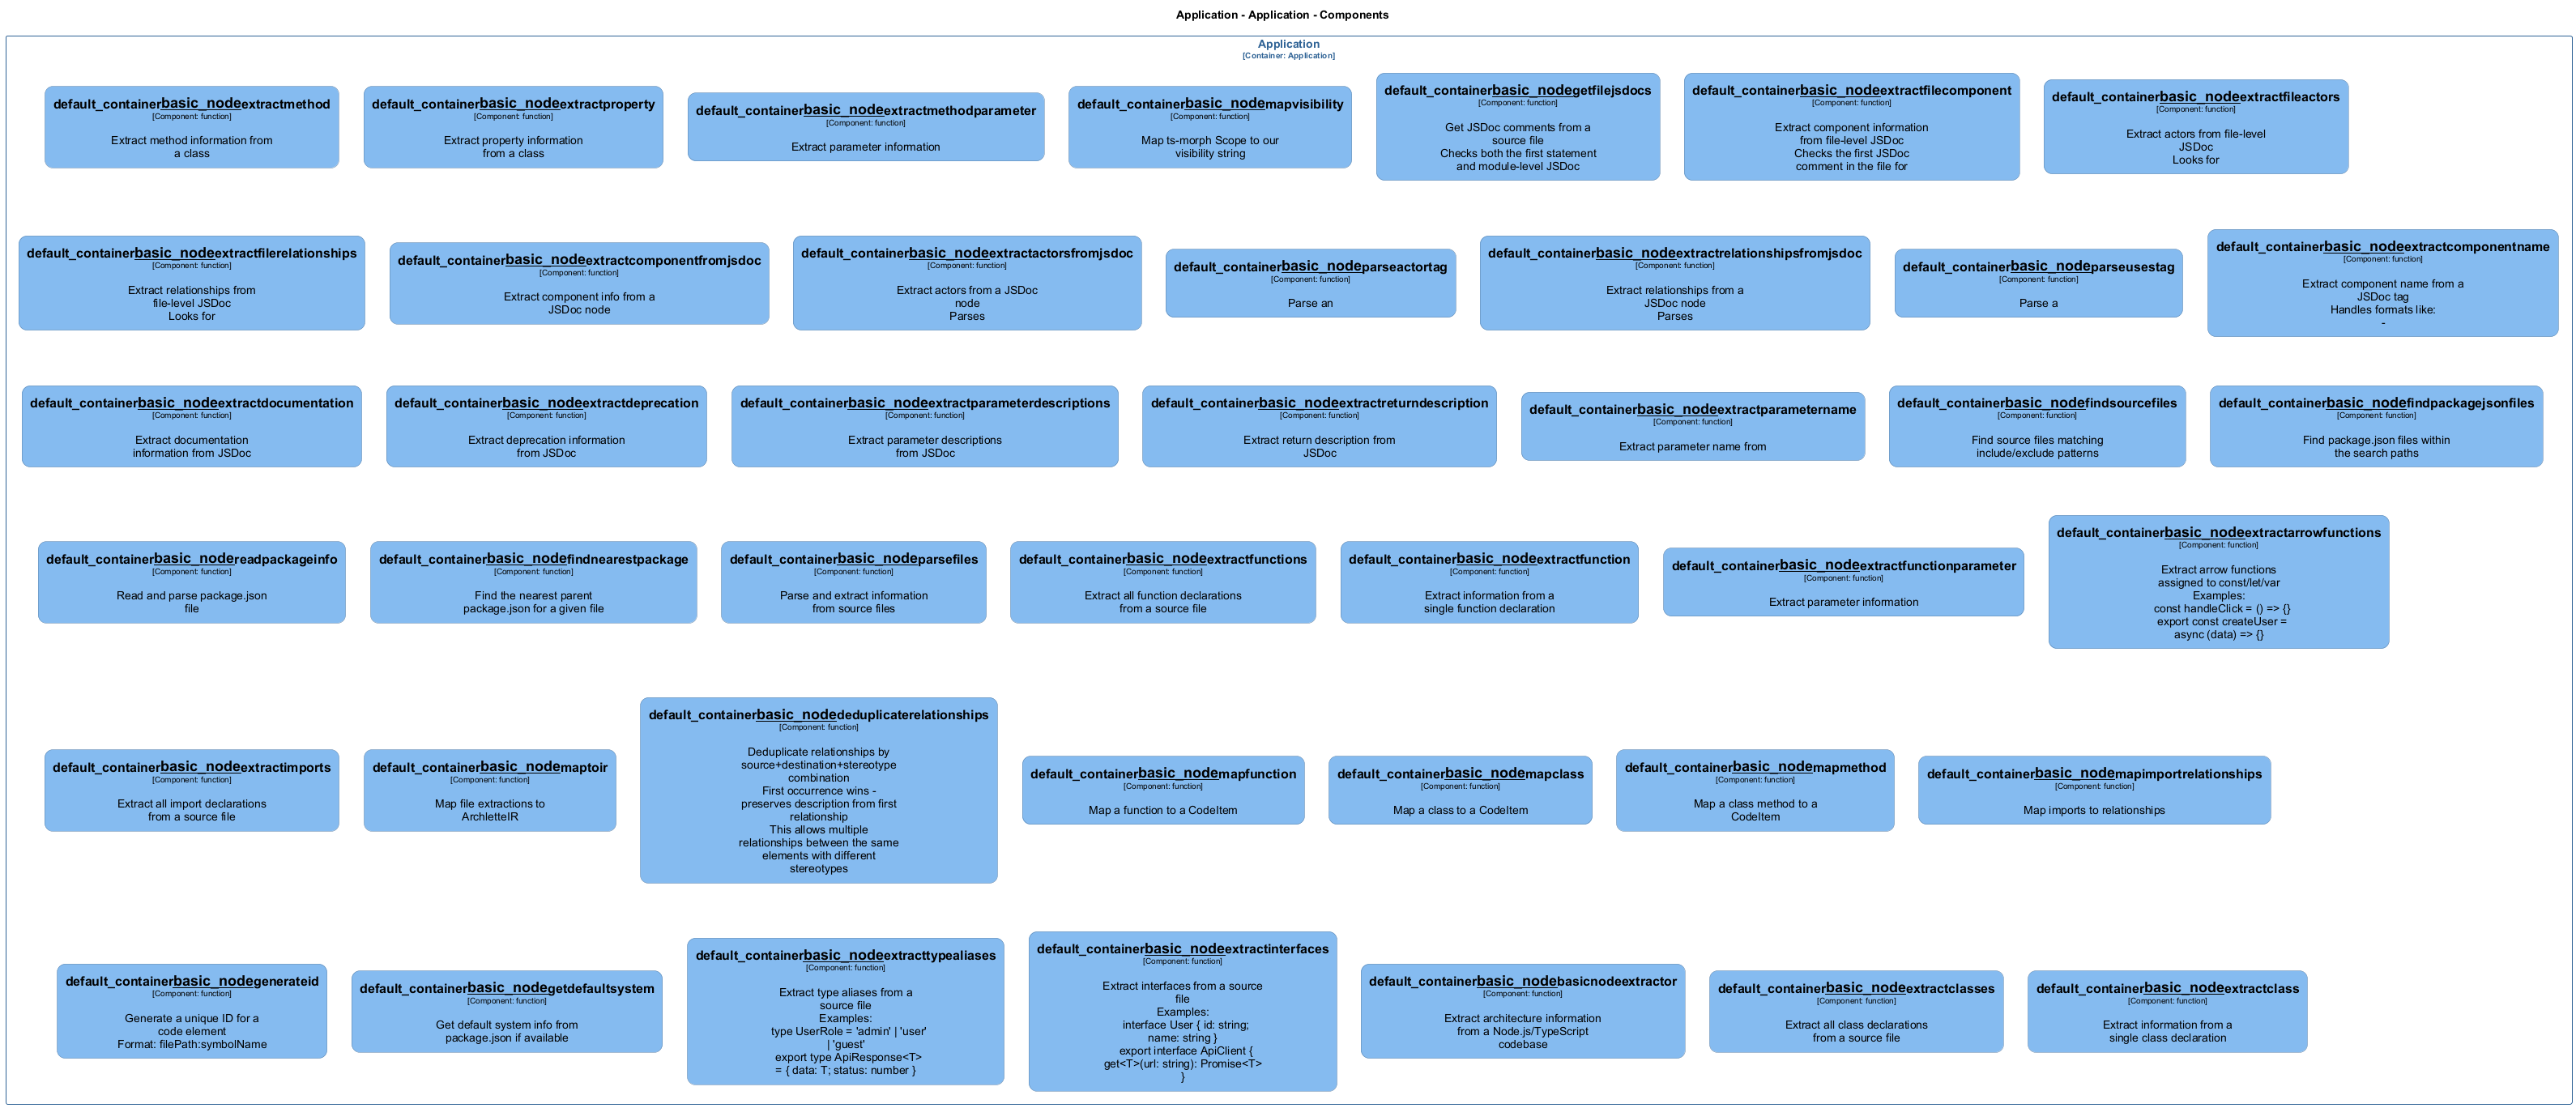 Application - Application - Components
Application
[Container: Application]
default_containerbasic_nodeextractmethod
[Component: function]
Extract method information from
a class
default_containerbasic_nodeextractproperty
[Component: function]
Extract property information
from a class
default_containerbasic_nodeextractmethodparameter
[Component: function]
Extract parameter information
default_containerbasic_nodemapvisibility
[Component: function]
Map ts-morph Scope to our
visibility string
default_containerbasic_nodegetfilejsdocs
[Component: function]
Get JSDoc comments from a
source file
Checks both the first statement
and module-level JSDoc
default_containerbasic_nodeextractfilecomponent
[Component: function]
Extract component information
from file-level JSDoc
Checks the first JSDoc
comment in the file for
default_containerbasic_nodeextractfileactors
[Component: function]
Extract actors from file-level
JSDoc
Looks for
default_containerbasic_nodeextractfilerelationships
[Component: function]
Extract relationships from
file-level JSDoc
Looks for
default_containerbasic_nodeextractcomponentfromjsdoc
[Component: function]
Extract component info from a
JSDoc node
default_containerbasic_nodeextractactorsfromjsdoc
[Component: function]
Extract actors from a JSDoc
node
Parses
default_containerbasic_nodeparseactortag
[Component: function]
Parse an
default_containerbasic_nodeextractrelationshipsfromjsdoc
[Component: function]
Extract relationships from a
JSDoc node
Parses
default_containerbasic_nodeparseusestag
[Component: function]
Parse a
default_containerbasic_nodeextractcomponentname
[Component: function]
Extract component name from a
JSDoc tag
Handles formats like:
-
default_containerbasic_nodeextractdocumentation
[Component: function]
Extract documentation
information from JSDoc
default_containerbasic_nodeextractdeprecation
[Component: function]
Extract deprecation information
from JSDoc
default_containerbasic_nodeextractparameterdescriptions
[Component: function]
Extract parameter descriptions
from JSDoc
default_containerbasic_nodeextractreturndescription
[Component: function]
Extract return description from
JSDoc
default_containerbasic_nodeextractparametername
[Component: function]
Extract parameter name from
default_containerbasic_nodefindsourcefiles
[Component: function]
Find source files matching
include/exclude patterns
default_containerbasic_nodefindpackagejsonfiles
[Component: function]
Find package.json files within
the search paths
default_containerbasic_nodereadpackageinfo
[Component: function]
Read and parse package.json
file
default_containerbasic_nodefindnearestpackage
[Component: function]
Find the nearest parent
package.json for a given file
default_containerbasic_nodeparsefiles
[Component: function]
Parse and extract information
from source files
default_containerbasic_nodeextractfunctions
[Component: function]
Extract all function declarations
from a source file
default_containerbasic_nodeextractfunction
[Component: function]
Extract information from a
single function declaration
default_containerbasic_nodeextractfunctionparameter
[Component: function]
Extract parameter information
default_containerbasic_nodeextractarrowfunctions
[Component: function]
Extract arrow functions
assigned to const/let/var
Examples:
const handleClick = () => {}
export const createUser =
async (data) => {}
default_containerbasic_nodeextractimports
[Component: function]
Extract all import declarations
from a source file
default_containerbasic_nodemaptoir
[Component: function]
Map file extractions to
ArchletteIR
default_containerbasic_nodededuplicaterelationships
[Component: function]
Deduplicate relationships by
source+destination+stereotype
combination
First occurrence wins -
preserves description from first
relationship
This allows multiple
relationships between the same
elements with different
stereotypes
default_containerbasic_nodemapfunction
[Component: function]
Map a function to a CodeItem
default_containerbasic_nodemapclass
[Component: function]
Map a class to a CodeItem
default_containerbasic_nodemapmethod
[Component: function]
Map a class method to a
CodeItem
default_containerbasic_nodemapimportrelationships
[Component: function]
Map imports to relationships
default_containerbasic_nodegenerateid
[Component: function]
Generate a unique ID for a
code element
Format: filePath:symbolName
default_containerbasic_nodegetdefaultsystem
[Component: function]
Get default system info from
package.json if available
default_containerbasic_nodeextracttypealiases
[Component: function]
Extract type aliases from a
source file
Examples:
type UserRole = 'admin' | 'user'
| 'guest'
export type ApiResponse<T>
= { data: T; status: number }
default_containerbasic_nodeextractinterfaces
[Component: function]
Extract interfaces from a source
file
Examples:
interface User { id: string;
name: string }
export interface ApiClient {
get<T>(url: string): Promise<T>
}
default_containerbasic_nodebasicnodeextractor
[Component: function]
Extract architecture information
from a Node.js/TypeScript
codebase
default_containerbasic_nodeextractclasses
[Component: function]
Extract all class declarations
from a source file
default_containerbasic_nodeextractclass
[Component: function]
Extract information from a
single class declaration